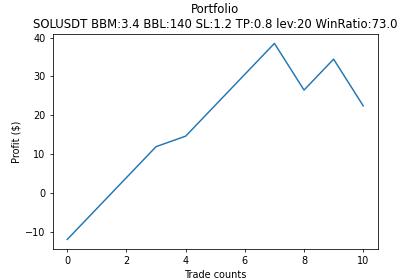 Portfolio
SOLUSDT BBM:3.4 BBL:140 SL:1.2 TP:0.8 lev:20 WinRatio:73.0
40
30
20
10
0
−10
Profit ($)
0 2 4 6 8 10
Trade counts